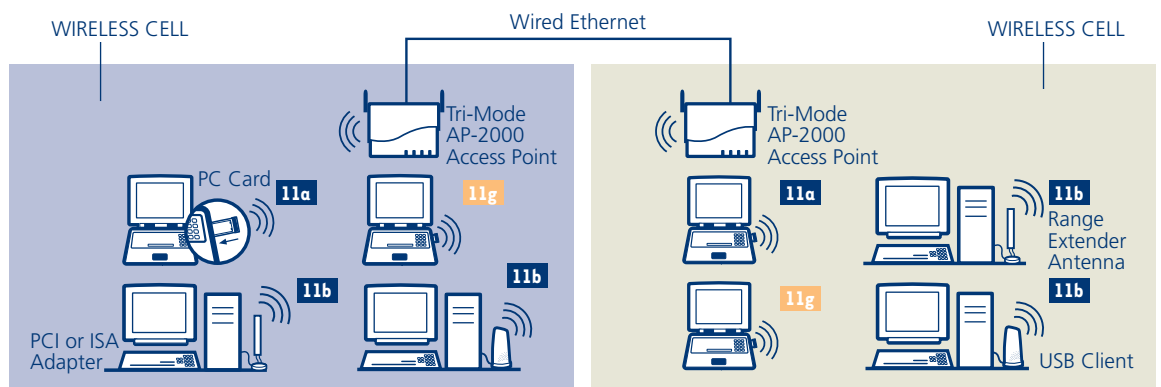 WIRELESS CELL
Wired Ethernet
WIRELESS CELL
Tri-Mode
AP-2000
Access Point
PC Card
11a
11g
11b
PCI or ISA
Adapter
11b
Tri-Mode
AP-2000
Access Point
11a
11b
Range
Extender
Antenna
11g
11b
USB Client